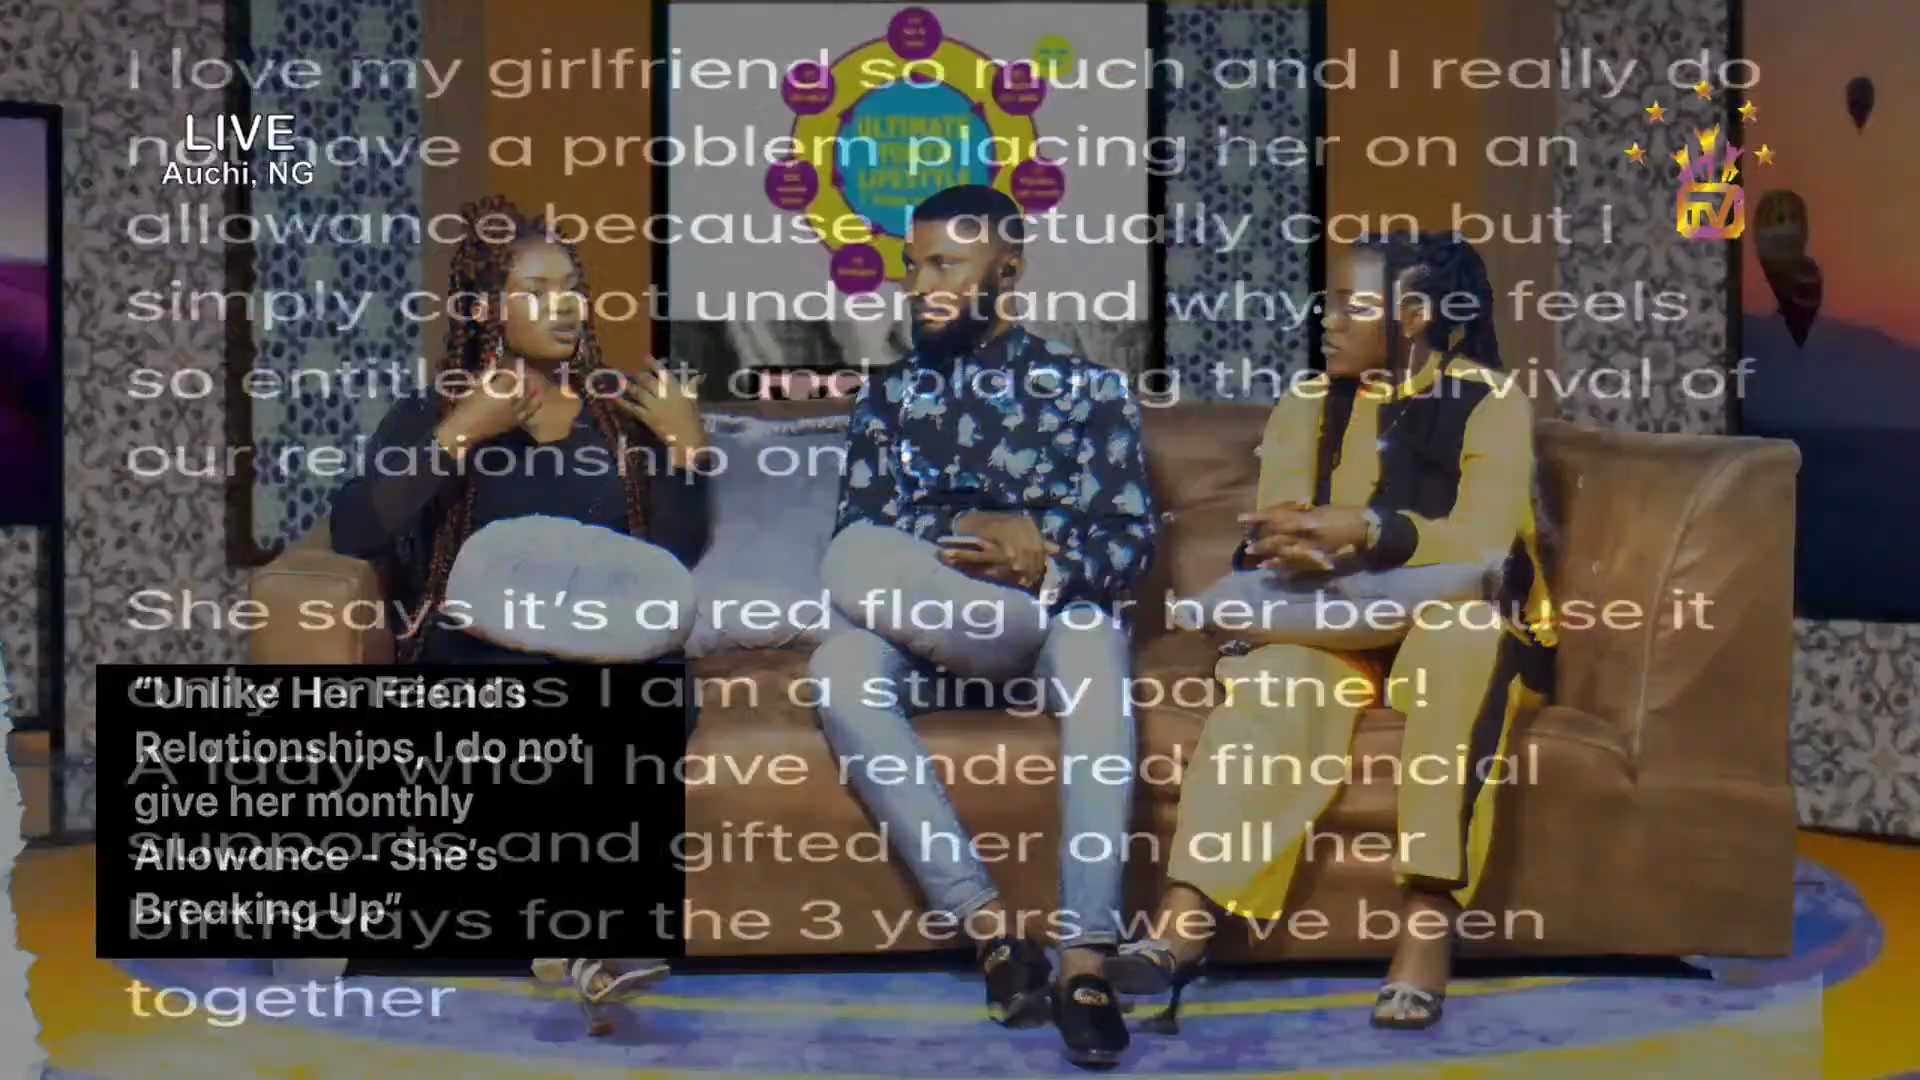 I love my girlfriend so much and I really do
not have a problem placing her on an
allowance because I actually can but I
simply cannot understand why she feels
so entitled to it and placing the survival of
our relationship on it
She says it's a red flag for her because it
only means I am a stingy partner!
A lady who I have rendered financial
supports and gifted her on all her
birthdays for the 3 years we've been
together
LIVE
Auchi, NG
ULTIMATE
LIFESTYLE
TV
"Unlike Her Friends
Relationships, I do not
give her monthly
Allowance - She's
Breaking Up"